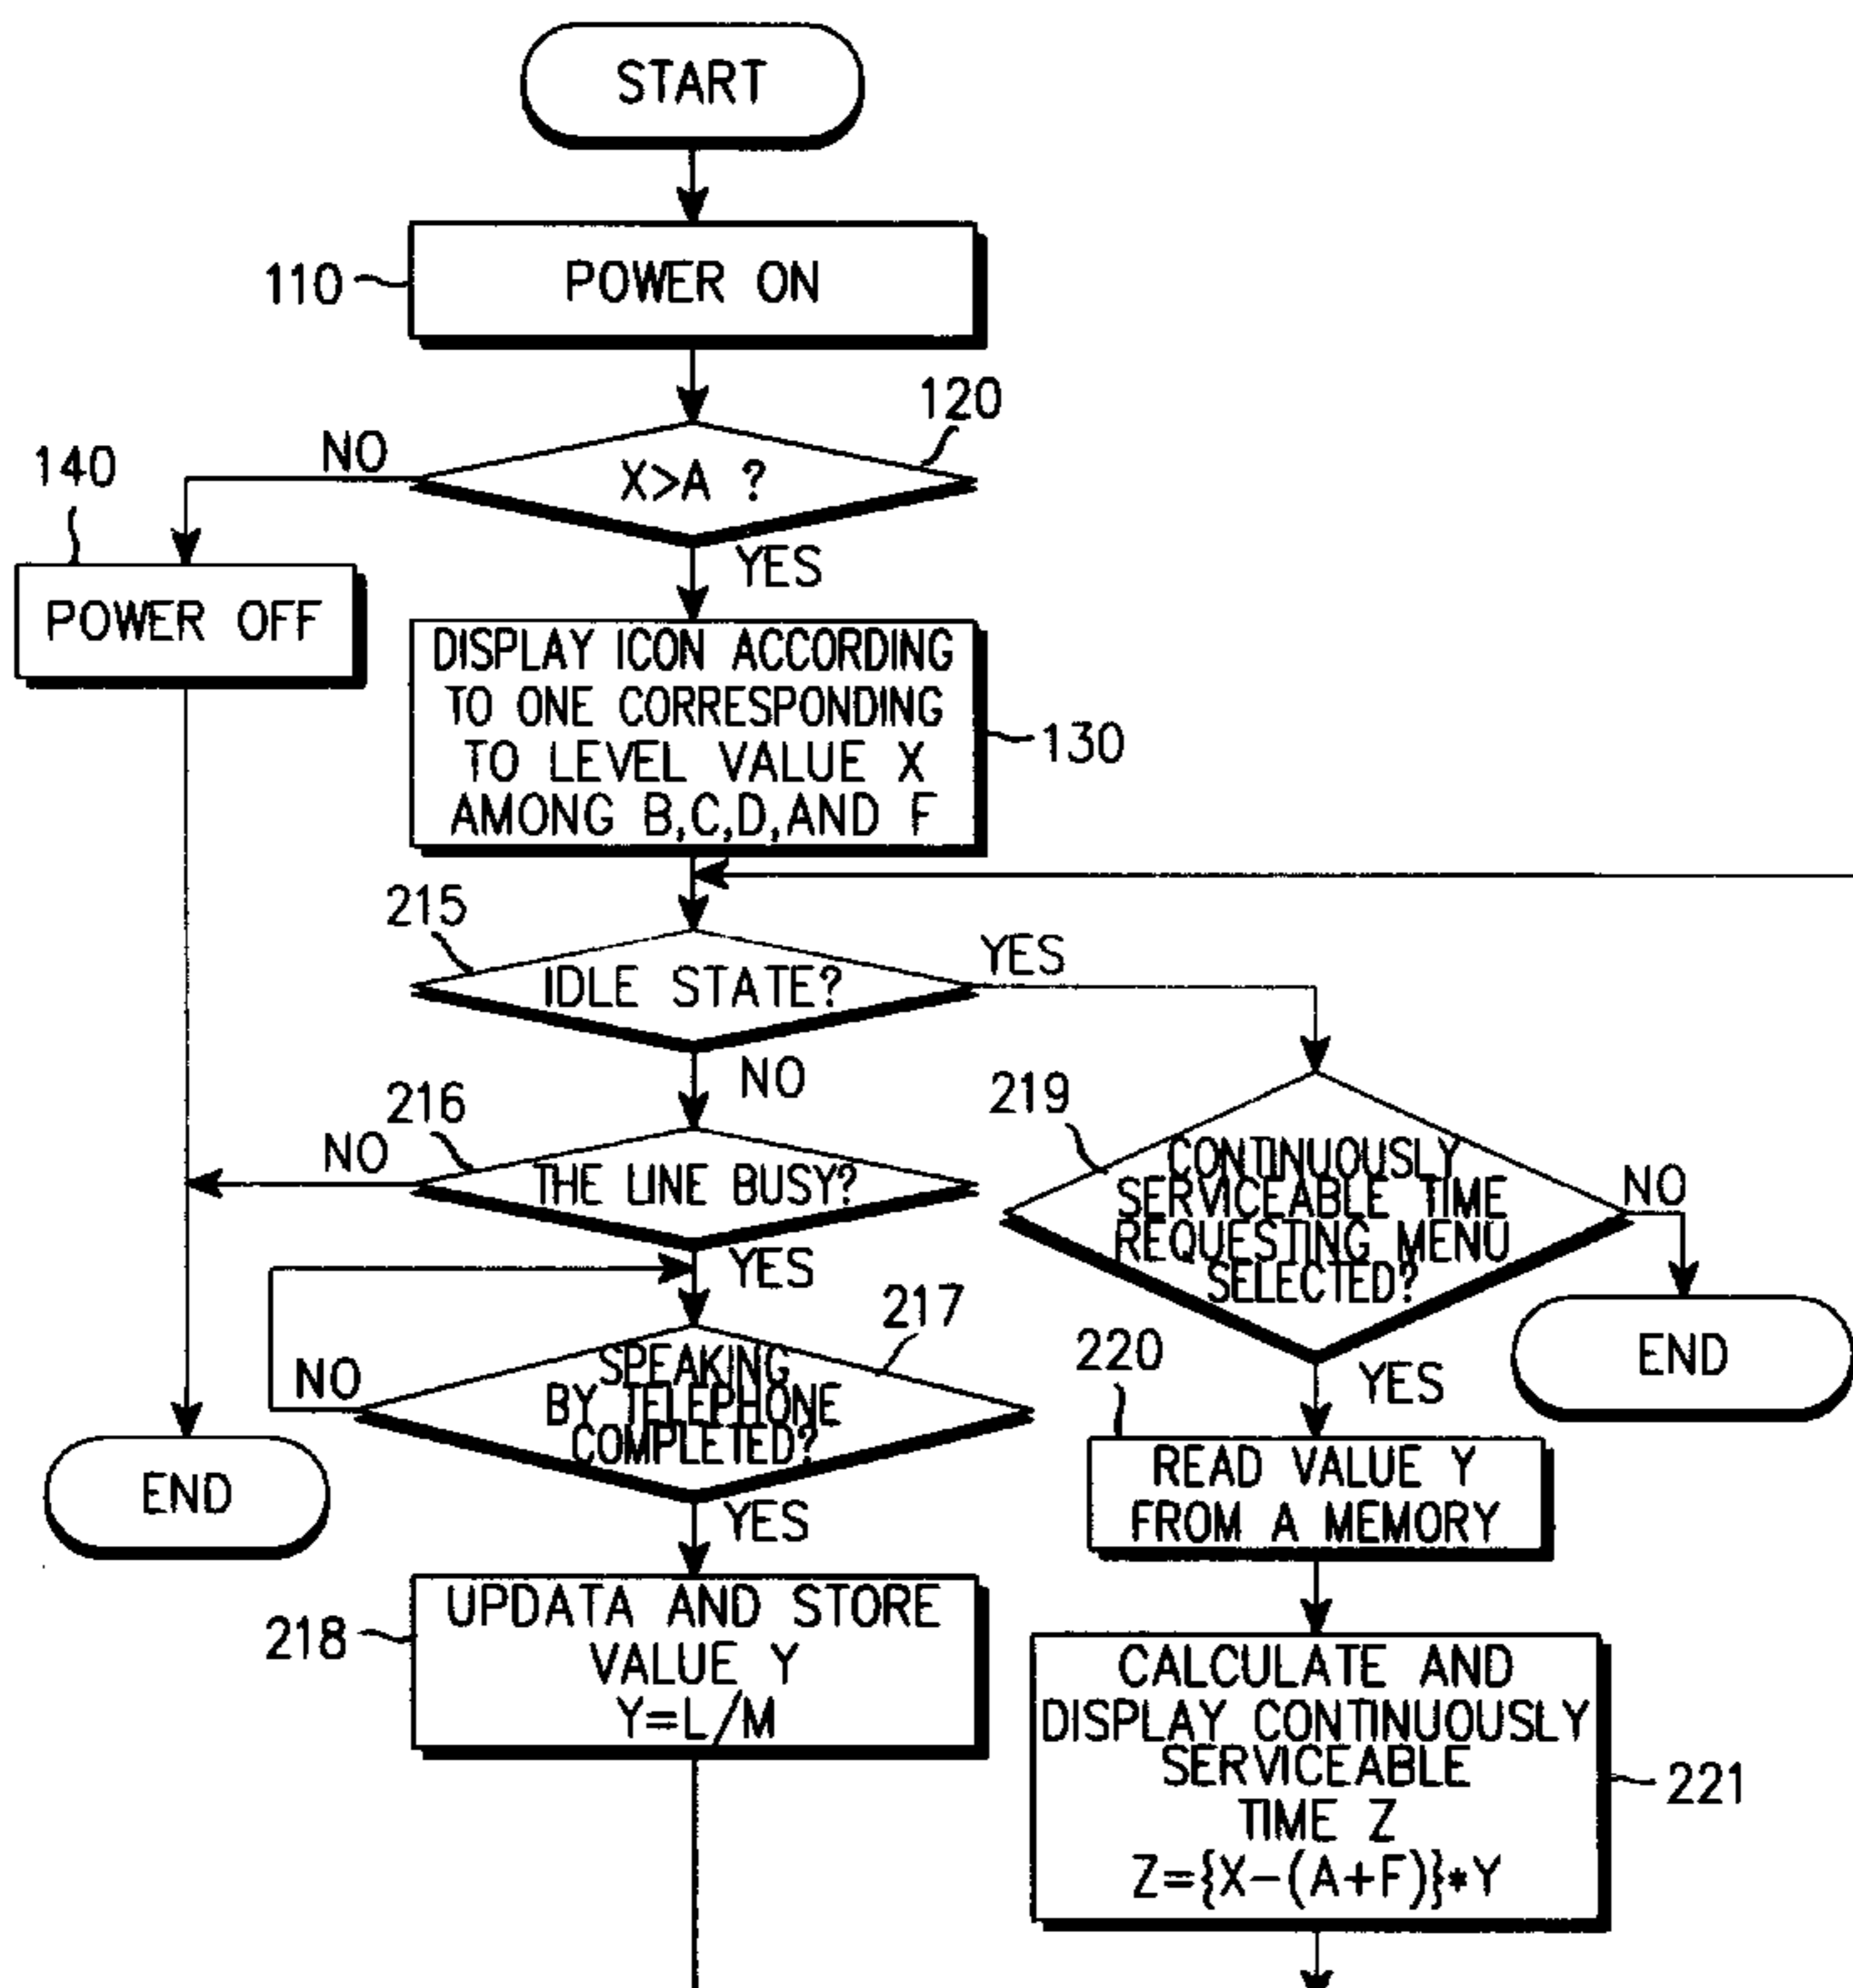 START
110
POWER ON
120
X>A ?
NO
140
YES
POWER OFF
DISPLAY ICON ACCORDING
TO ONE CORRESPONDING
TO LEVEL VALUE X
AMONG B,C,D,AND F
130
215
IDLE STATE?
YES
NO
216
THE LINE BUSY?
NO
YES
219
CONTINUOUSLY
SERVICEABLE TIME
REQUESTING MENU
SELECTED?
NO
END
217
SPEAKING
BY TELEPHONE
COMPLETED?
NO
YES
END
218
UPDATA AND STORE
VALUE Y
Y=L/M
YES
220
READ VALUE Y
FROM A MEMORY
CALCULATE AND
DISPLAY CONTINUOUSLY
SERVICEABLE
TIME Z
Z={X-(A+F)}*Y
221